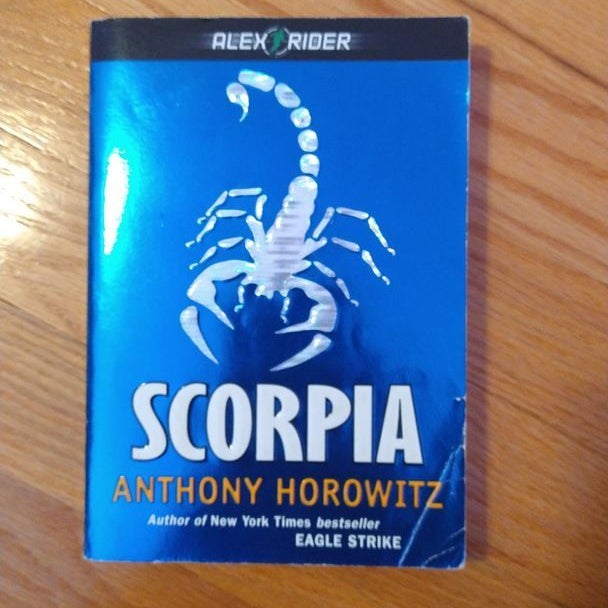 ALEX RIDER
SCORPIA
ANTHONY HOROWITZ
Author of New York Times bestseller
EAGLE STRIKE